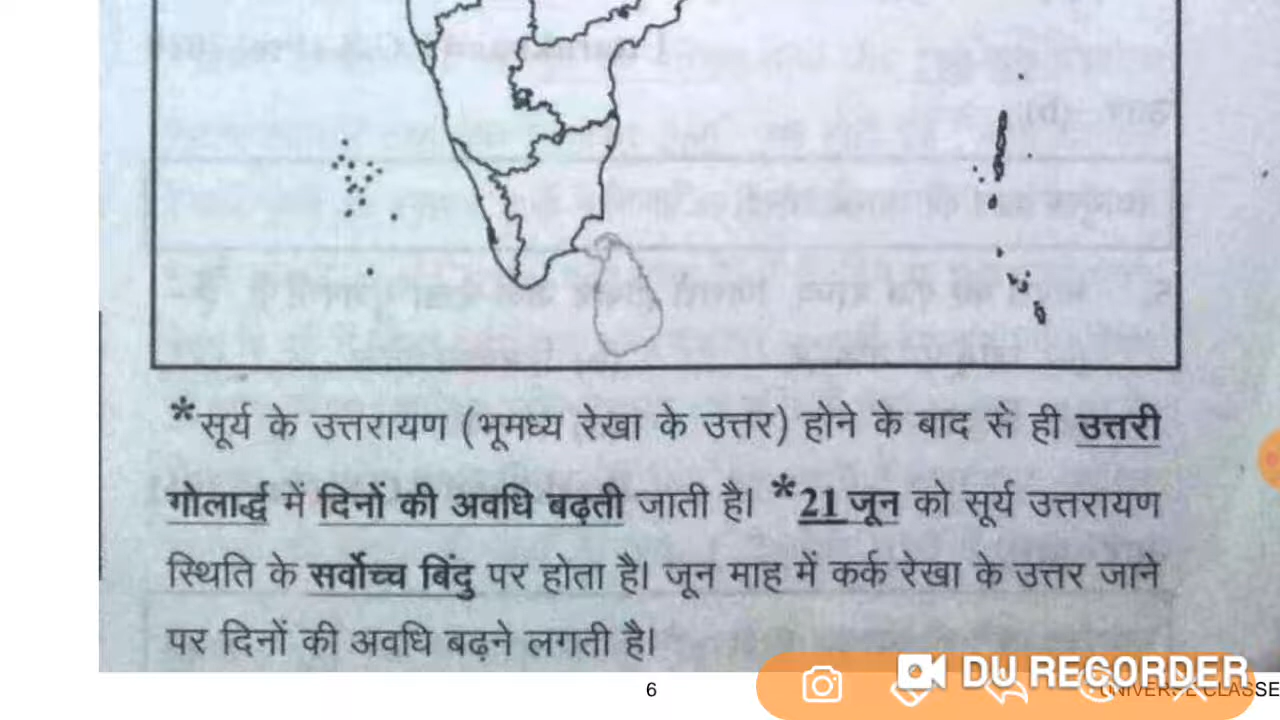 *सूर्य के उत्तरायण (भूमध्य रेखा के उत्तर) होने के बाद से ही उत्तरी
गोलार्द्ध में दिनों की अवधि बढ़ती जाती है। *21 जून को सूर्य उत्तरायण
स्थिति के सर्वोच्च बिंदु पर होता है। जून माह में कर्क रेखा के उत्तर जाने
पर दिनों की अवधि बढ़ने लगती है।
DU RECORDER
6
UNIVERSE CLASSE